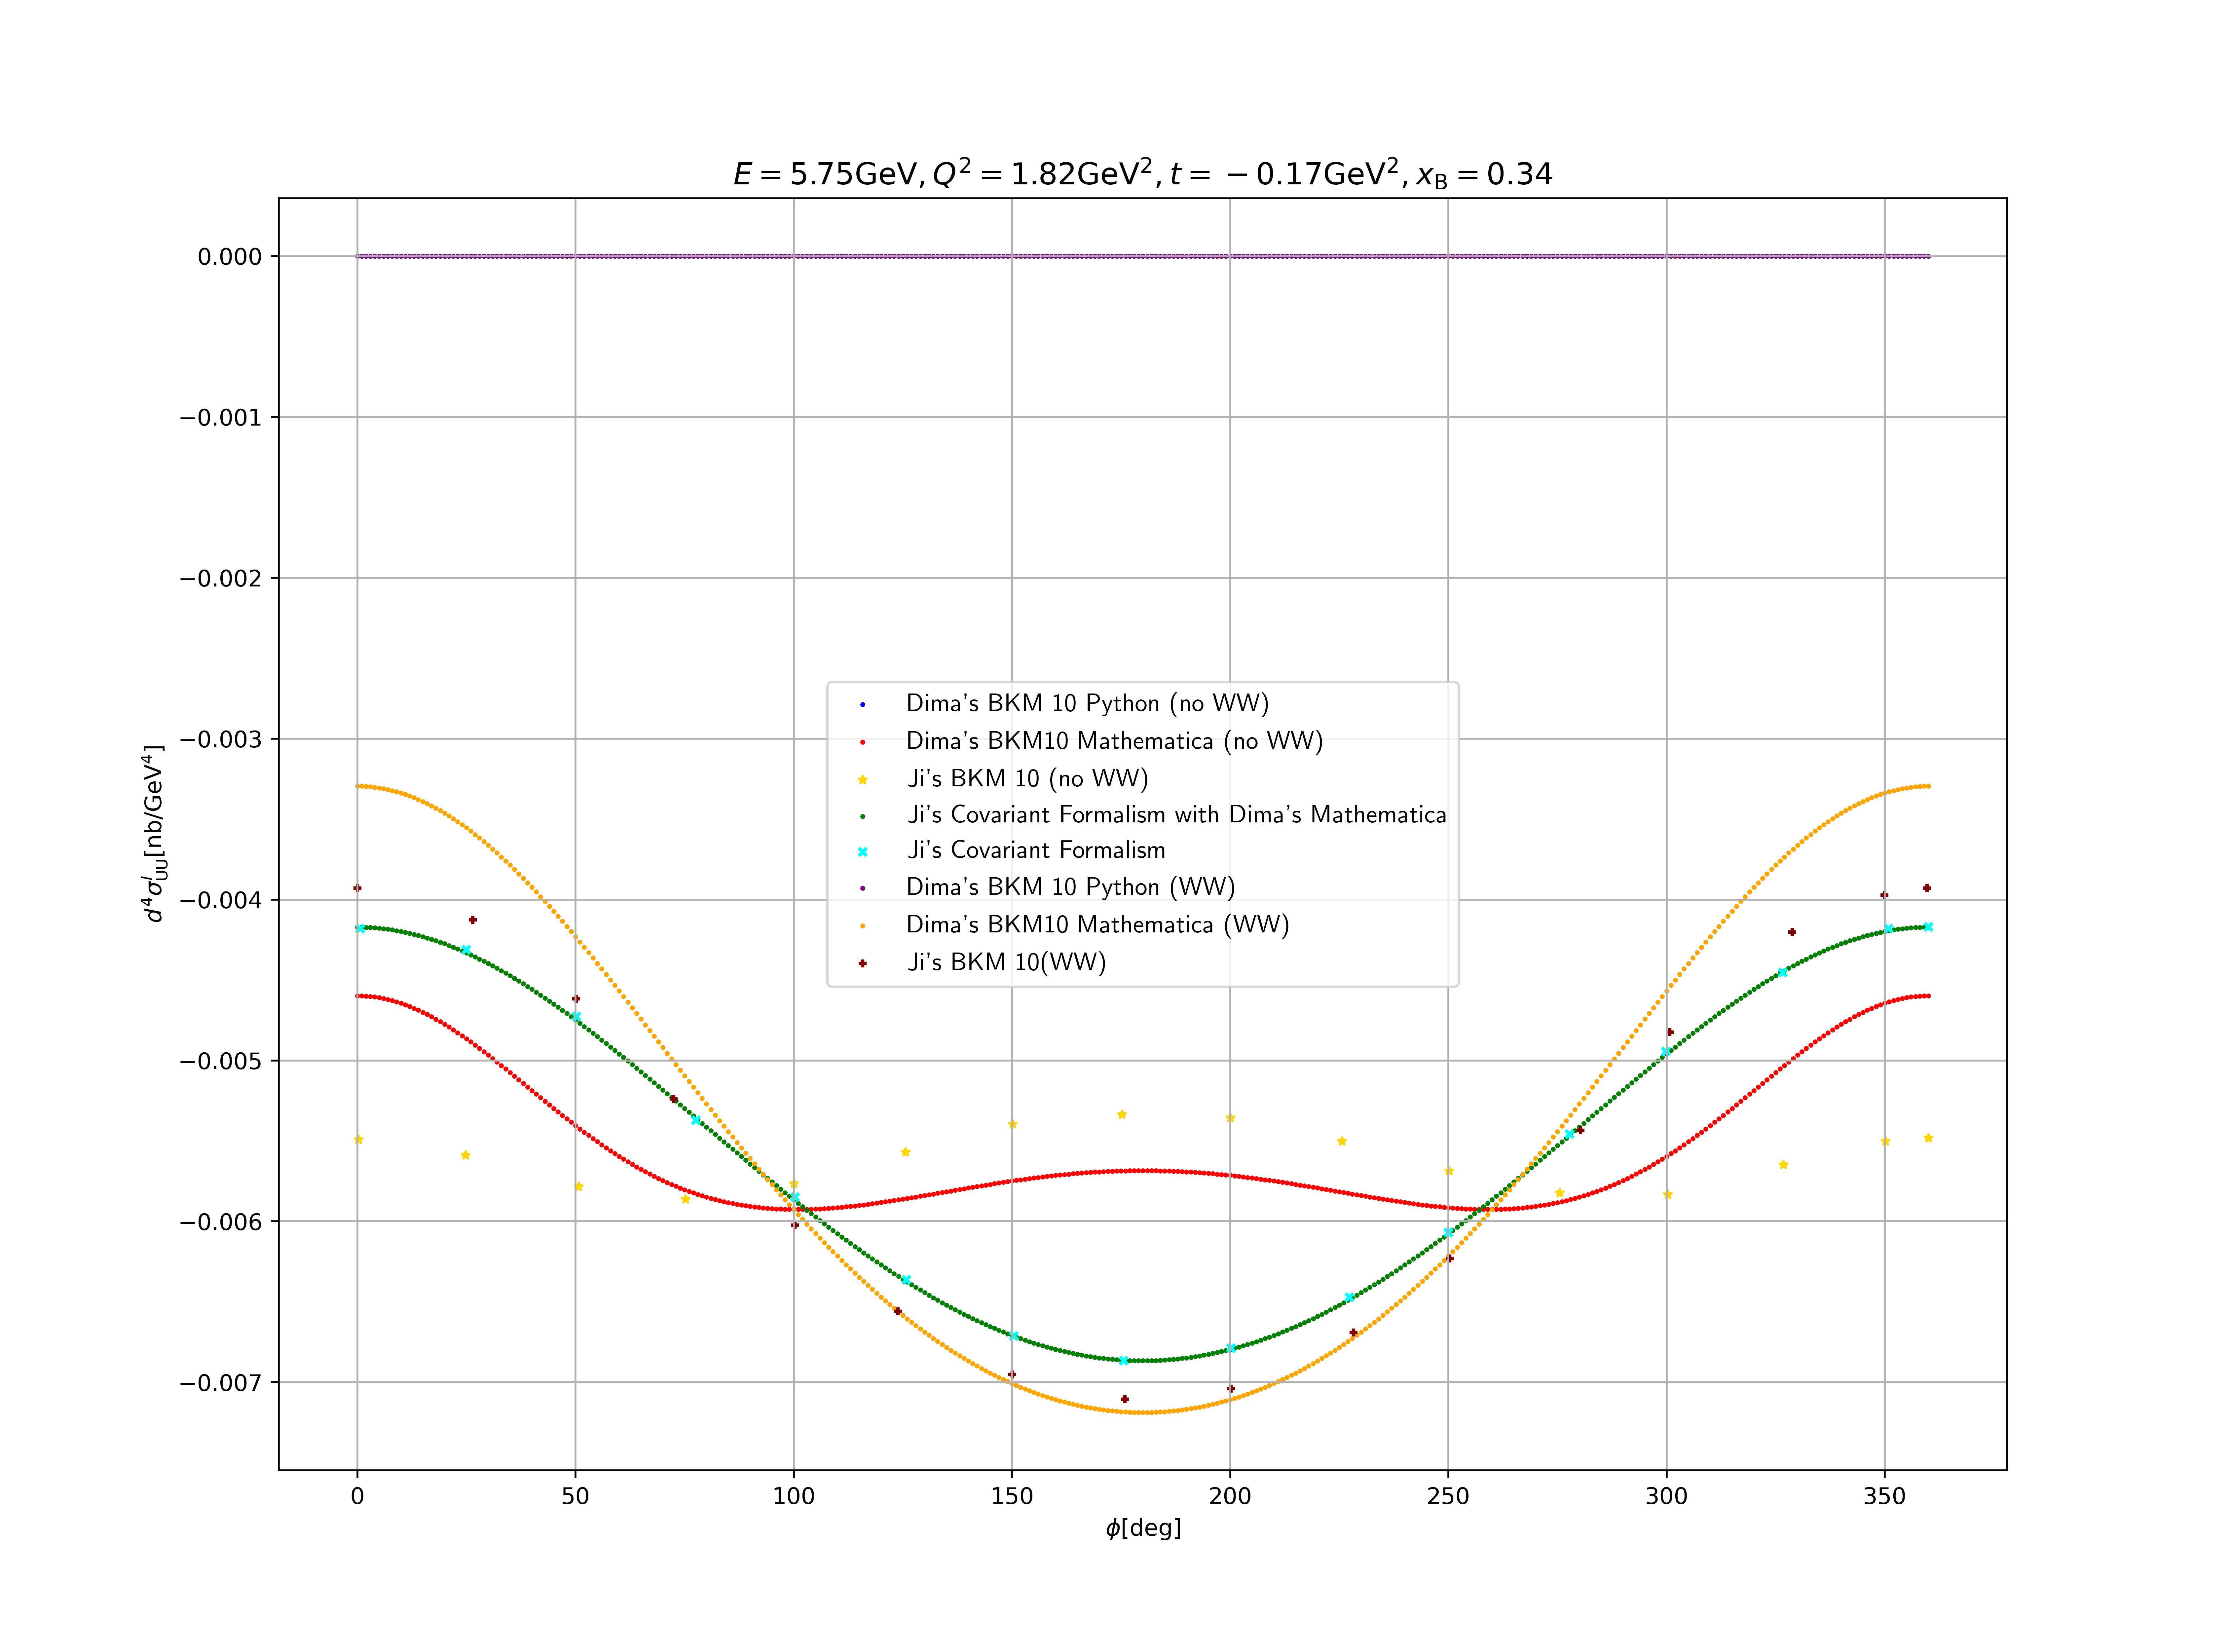 E = 5.75GeV, Q² = 1.82GeV², t = −0.17GeV², x_B = 0.34
0.000
−0.001
−0.002
−0.003
−0.004
−0.005
−0.006
−0.007
d⁴σ^I_UU[nb/GeV⁴]
Dima's BKM 10 Python (no WW)
Dima's BKM10 Mathematica (no WW)
Ji's BKM 10 (no WW)
Ji's Covariant Formalism with Dima's Mathematica
Ji's Covariant Formalism
Dima's BKM 10 Python (WW)
Dima's BKM10 Mathematica (WW)
Ji's BKM 10(WW)
0 50 100 150 200 250 300 350
ϕ[deg]